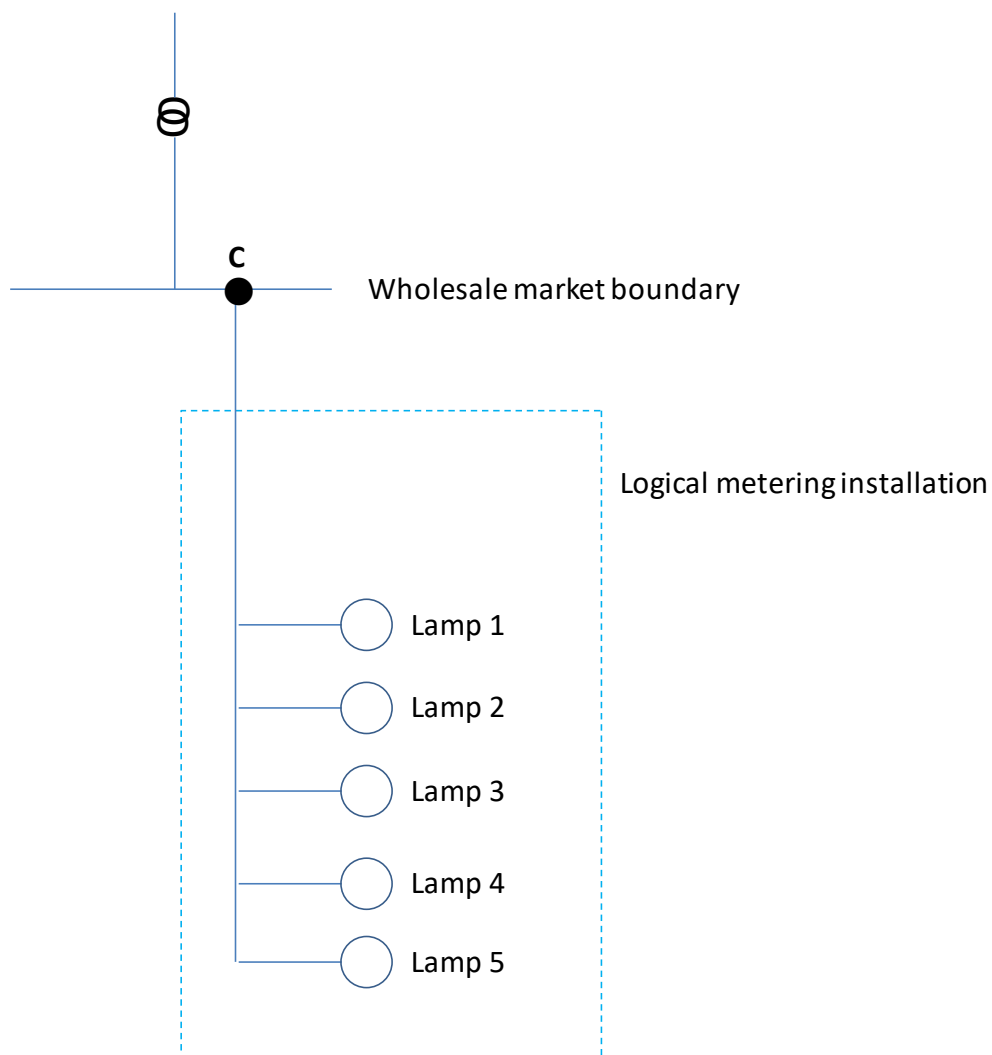 C
Wholesale market boundary
Logical metering installation
Lamp 1
Lamp 2
Lamp 3
Lamp 4
Lamp 5